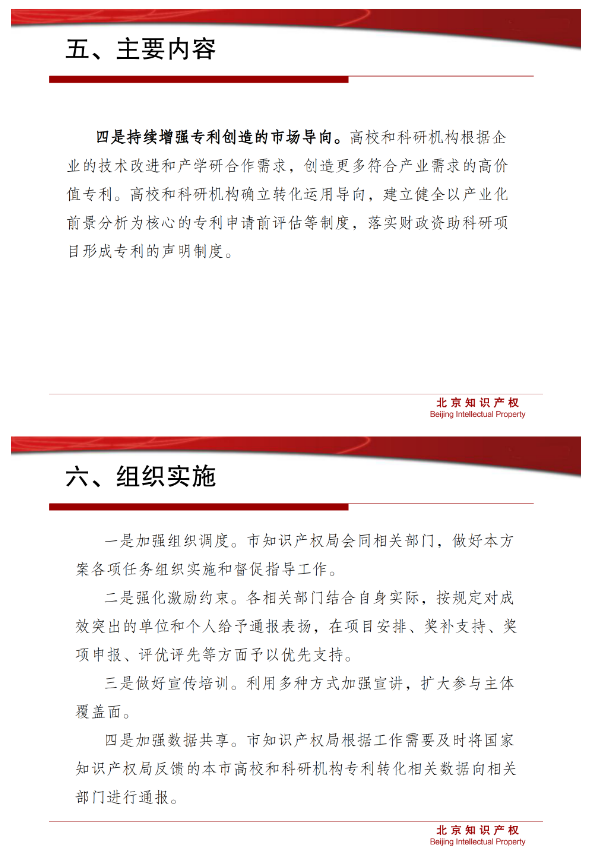 五、主要内容
四是持续增强专利创造的市场导向。高校和科研机构根据企
业的技术改进和产学研合作需求，创造更多符合产业需求的高价
值专利。高校和科研机构确立转化运用导向，建立健全以产业化
前景分析为核心的专利申请前评估等制度，落实财政资助科研项
目形成专利的声明制度。
北京知识产权
Beijing Intellectual Property
六、组织实施
一是加强组织调度。市知识产权局会同相关部门，做好本方
案各项任务组织实施和督促指导工作。
二是强化激励约束。各相关部门结合自身实际，按规定对成
效突出的单位和个人给予通报表扬，在项目安排、奖补支持、奖
项申报、评优评先等方面予以优先支持。
三是做好宣传培训。利用多种方式加强宣讲，扩大参与主体
覆盖面。
四是加强数据共享。市知识产权局根据工作需要及时将国家
知识产权局反馈的本市高校和科研机构专利转化相关数据向相关
部门进行通报。
北京知识产权
Beijing Intellectual Property